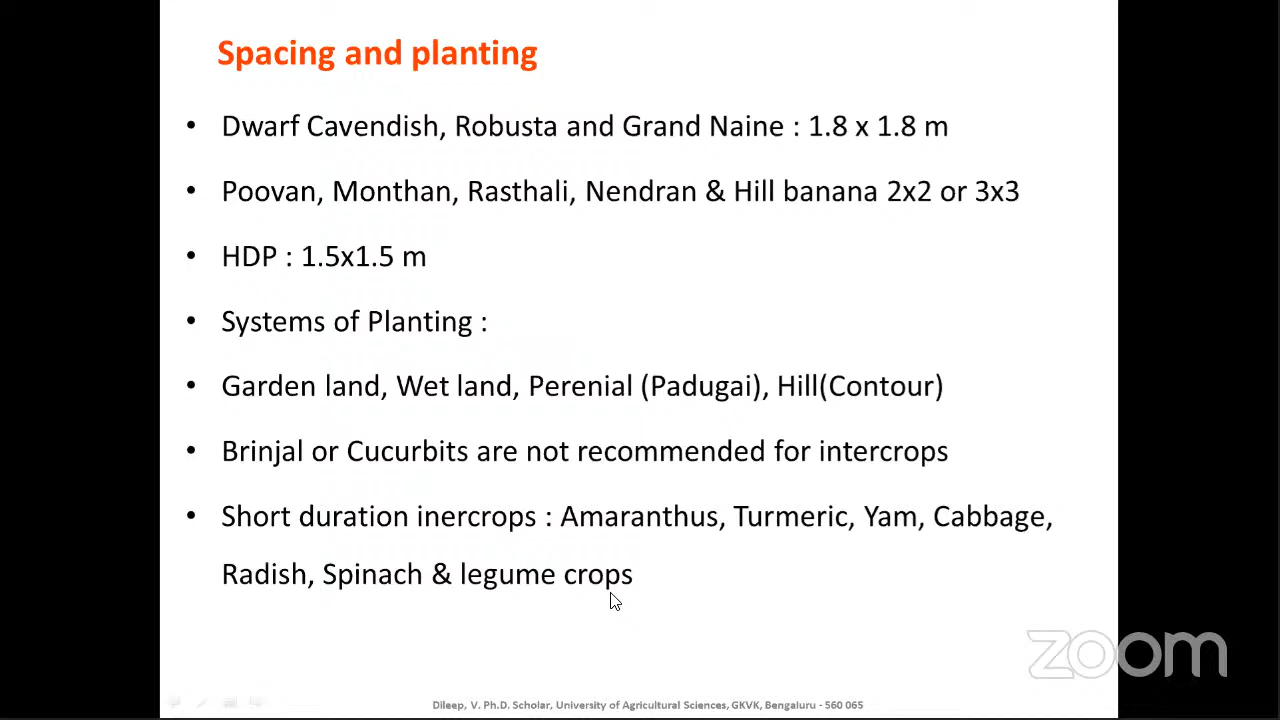 Spacing and planting
• Dwarf Cavendish, Robusta and Grand Naine : 1.8 x 1.8 m
• Poovan, Monthan, Rasthali, Nendran & Hill banana 2x2 or 3x3
• HDP : 1.5x1.5 m
• Systems of Planting :
• Garden land, Wet land, Perenial (Padugai), Hill(Contour)
• Brinjal or Cucurbits are not recommended for intercrops
• Short duration inercrops : Amaranthus, Turmeric, Yam, Cabbage,
Radish, Spinach & legume crops
zoom
Dileep, V. Ph.D. Scholar, University of Agricultural Sciences, GKVK, Bengaluru - 560 065